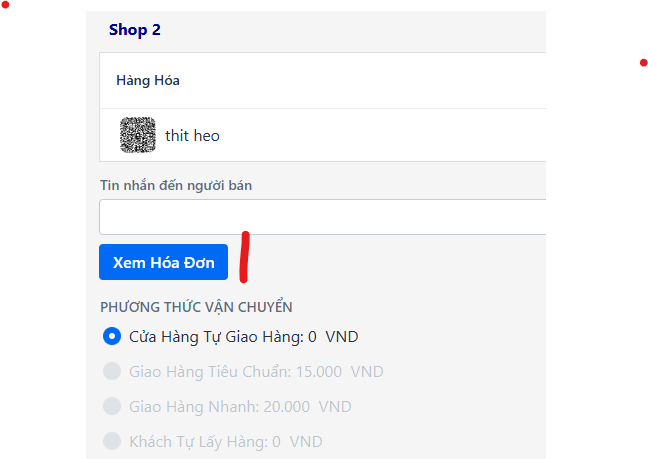 Shop 2
Hàng Hóa
thit heo
Tin nhắn đến người bán
Xem Hóa Đơn
PHƯƠNG THỨC VẬN CHUYỂN
Cửa Hàng Tự Giao Hàng: 0 VND
Giao Hàng Tiêu Chuẩn: 15.000 VND
Giao Hàng Nhanh: 20.000 VND
Khách Tự Lấy Hàng: 0 VND